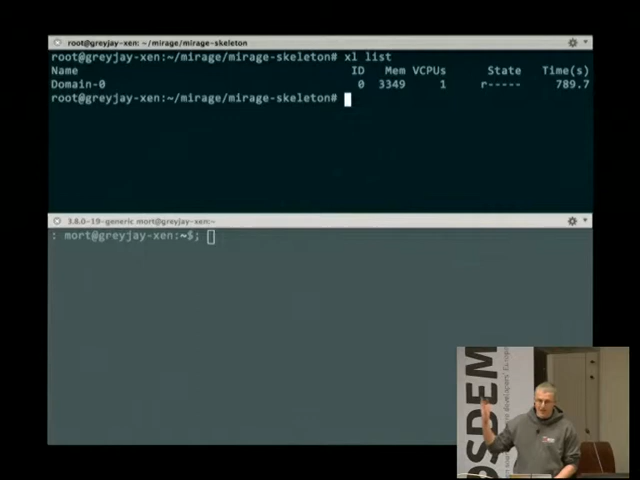 root@greyjay-xen: ~/mirage/mirage-skeleton
root@greyjay-xen:~/mirage/mirage-skeleton# xl list
Name ID Mem VCPUs State Time(s)
Domain-0 0 3349 1 r----- 789.7
root@greyjay-xen:~/mirage/mirage-skeleton#
3.8.0-19-generic mort@greyjay-xen:~
: mort@greyjay-xen:~$;
OSDEM